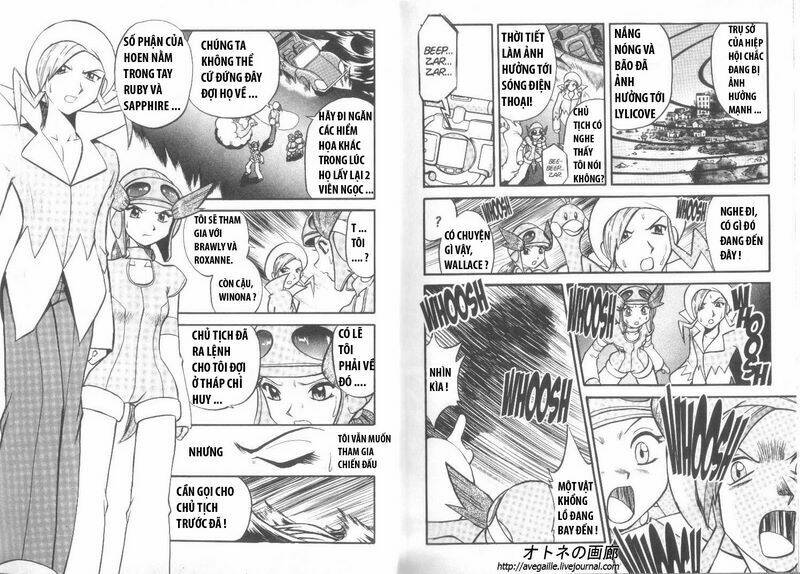 SỐ PHẬN CỦA
HOEN NẰM
TRONG TAY
RUBY VÀ
SAPPHIRE ...
CHÚNG TA
KHÔNG THỂ
CỨ ĐỨNG ĐÂY
ĐỢI HỌ VỀ
HÃY ĐI NGĂN
CÁC HIỂM
HỌA KHÁC
TRONG LÚC
HỌ LẤY LẠI 2
VIÊN NGỌC ...
TÔI SẼ THAM
GIA VỚI
BRAWLY VÀ
ROXANNE.
CÒN CẬU,
WINONA ?
T ...
TÔI
.... ?
CHỦ TỊCH ĐÃ
RA LỆNH
CHO TÔI ĐỢI
Ở THÁP CHỈ
HUY ...
CÓ LẼ
TÔI
PHẢI VỀ
ĐÓ ....
NHƯNG
TÔI VẪN MUỐN
THAM GIA
CHIẾN ĐẤU
CẦN GỌI CHO
CHỦ TỊCH
TRƯỚC ĐÃ !
BEEP...
ZAR...
ZAR...
THỜI TIẾT
LÀM ẢNH
HƯỞNG TỚI
SÓNG ĐIỆN
THOẠI !
CHỦ TỊCH CÓ
NGHE
THẤY
TÔI NÓI
KHÔNG?
BEE-
BEEP...
ZAR...
NẮNG
NÓNG VÀ
BÃO ĐÃ
ẢNH
HƯỞNG TỚI
LYLICOVE
TRỤ SỞ
CỦA HIỆP
HỘI CHẮC
ĐANG BỊ
ẢNH
HƯỞNG
MẠNH ...
?
CÓ CHUYỆN
GÌ VẬY,
WALLACE ?
WHOOSH
WHOOSH
NGHE ĐI,
CÓ GÌ ĐÓ
ĐANG ĐẾN
ĐÂY !
WHOOSH
NHÌN
KÌA !
WHOOSH
WHOOSH
WHOOSH
MỘT VẬT
KHỔNG
LỒ ĐANG
BAY ĐẾN !
WHOOSH
WHOOSH
オトネの画廊
http://avegaille.livejournal.com